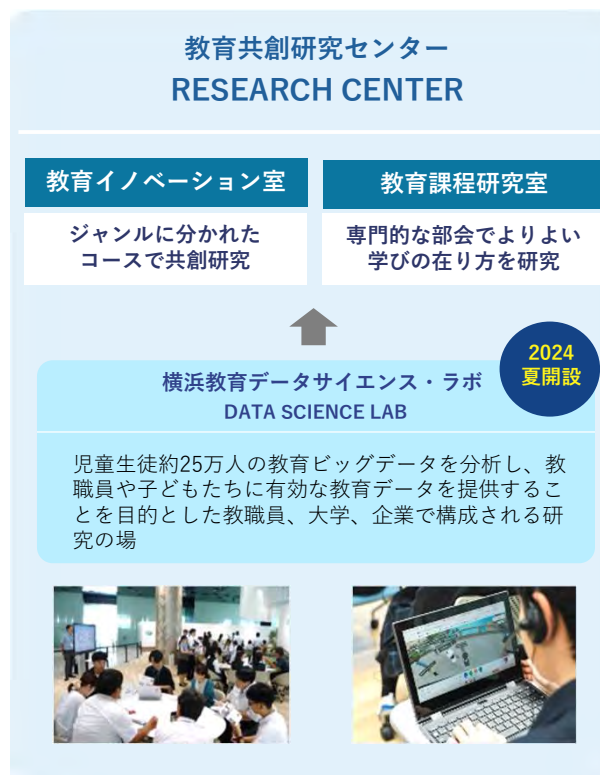 教育共創研究センター
RESEARCH CENTER
教育イノベーション室
ジャンルに分かれた
コースで共創研究
教育課程研究室
専門的な部会でよりよい
学びの在り方を研究
2024
夏開設
横浜教育データサイエンス・ラボ
DATA SCIENCE LAB
児童生徒約25万人の教育ビッグデータを分析し、教
職員や子どもたちに有効な教育データを提供するこ
とを目的とした教職員、大学、企業で構成される研
究の場